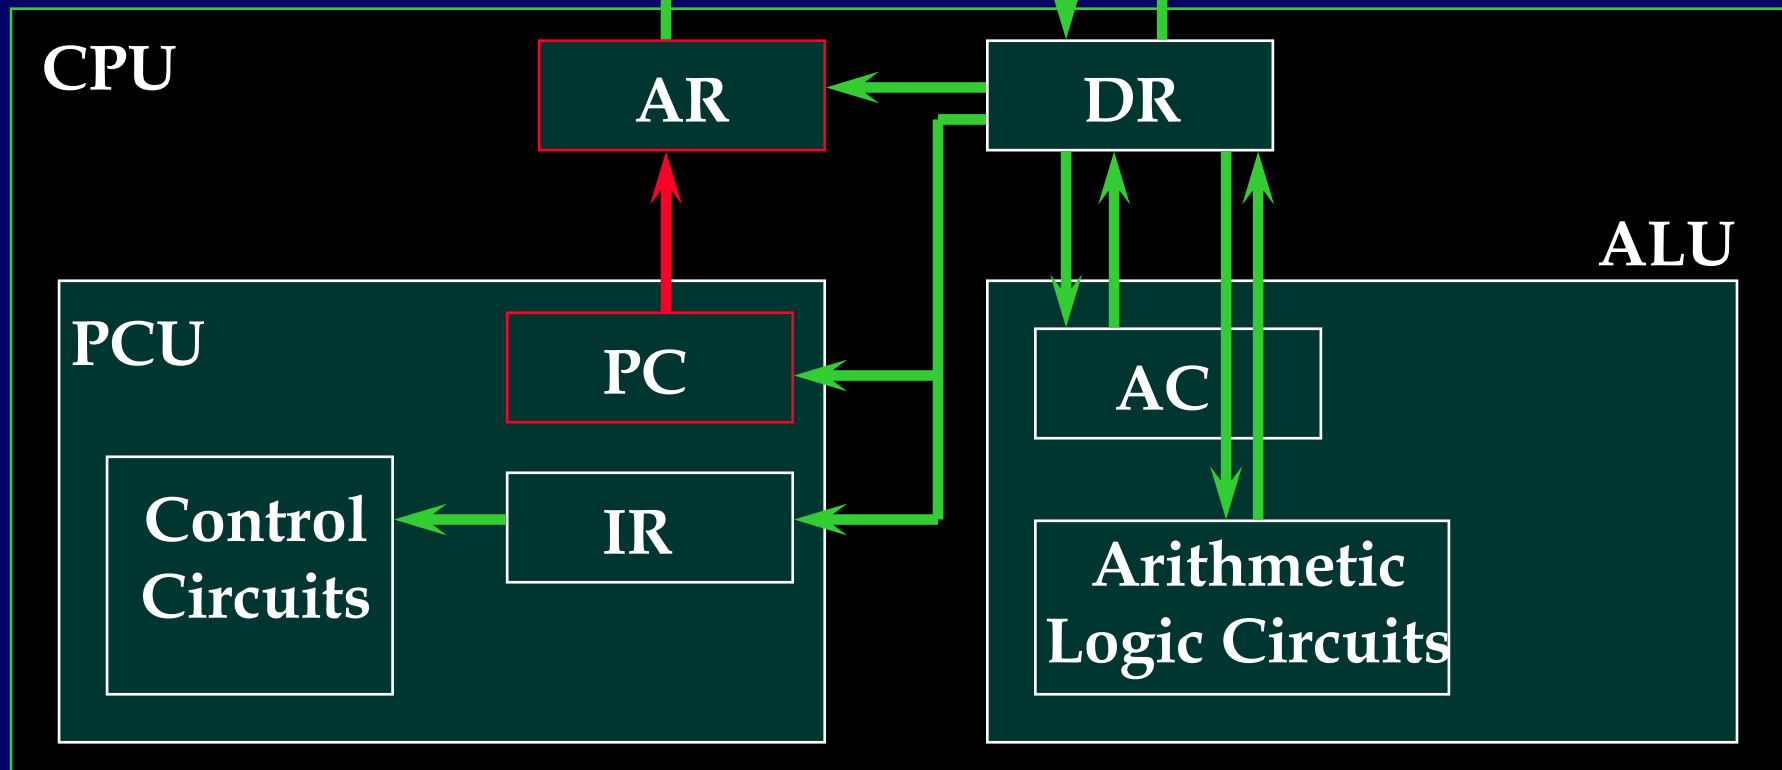 CPU
AR
DR
ALU
PCU
PC
AC
IR
Control
Circuits
Arithmetic
Logic Circuits